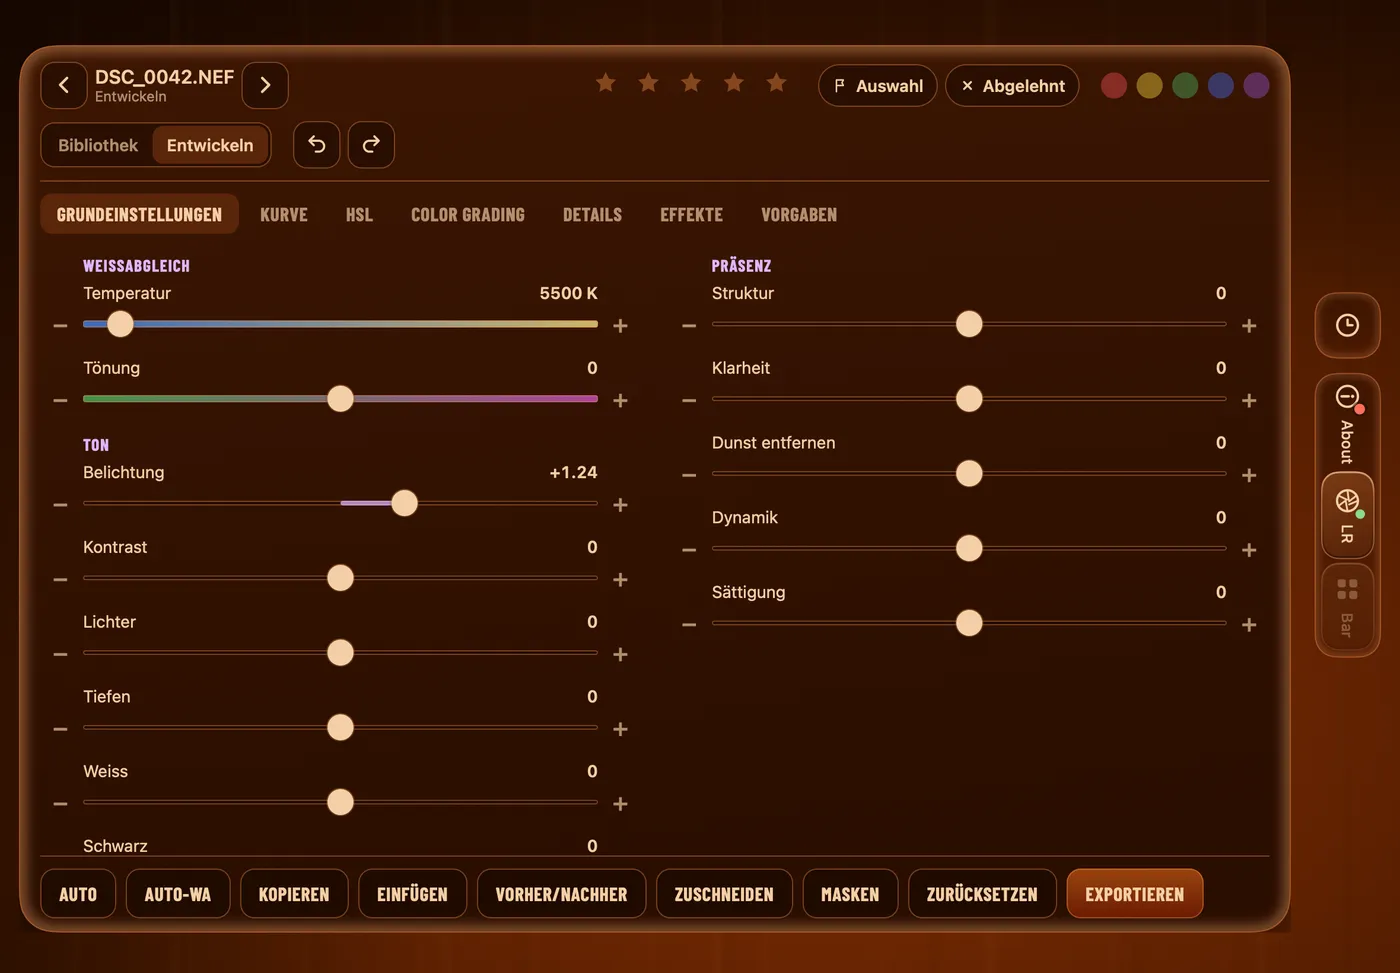 DSC_0042.NEF
Entwickeln
Auswahl
Abgelehnt
Bibliothek
Entwickeln
GRUNDEINSTELLUNGEN
KURVE
HSL
COLOR GRADING
DETAILS
EFFEKTE
VORGABEN
WEISSABGLEICH
Temperatur 5500 K
Tönung 0
TON
Belichtung +1.24
Kontrast 0
Lichter 0
Tiefen 0
Weiss 0
Schwarz 0
PRÄSENZ
Struktur 0
Klarheit 0
Dunst entfernen 0
Dynamik 0
Sättigung 0
AUTO
AUTO-WA
KOPIEREN
EINFÜGEN
VORHER/NACHHER
ZUSCHNEIDEN
MASKEN
ZURÜCKSETZEN
EXPORTIEREN
About
LR
Bar